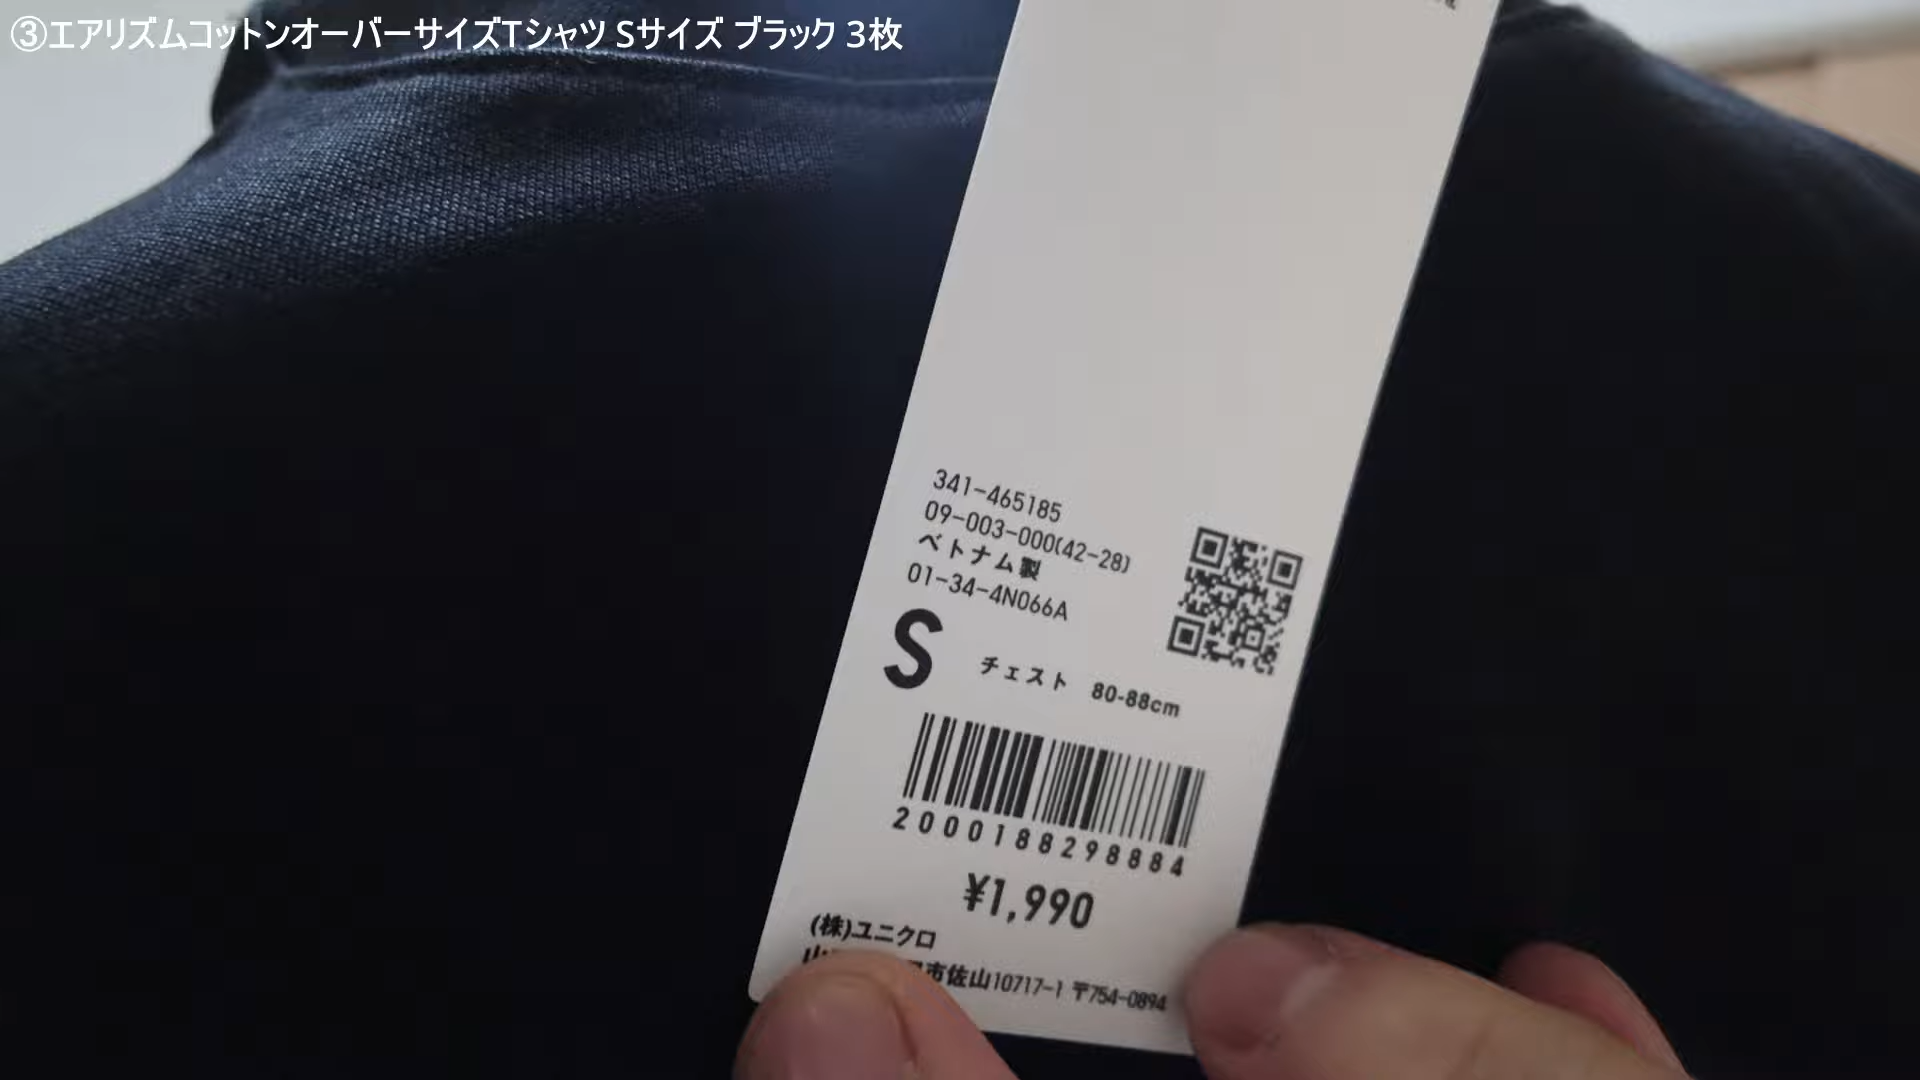 ③エアリズムコットンオーバーサイズTシャツ Sサイズ ブラック 3枚
341-465185
09-003-000(42-28)
ベトナム製
01-34-4N066A
S チェスト 80-88cm
2000188298884
¥1,990
(株)ユニクロ
市佐山10717-1 〒754-0894